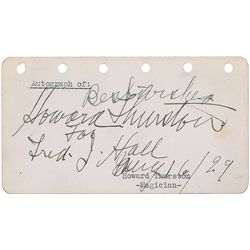 Autograph of:
Best wishes
Howard Thurston
for
Fred J. Hall
Aug 16/29
Howard Thurston
-Magician-